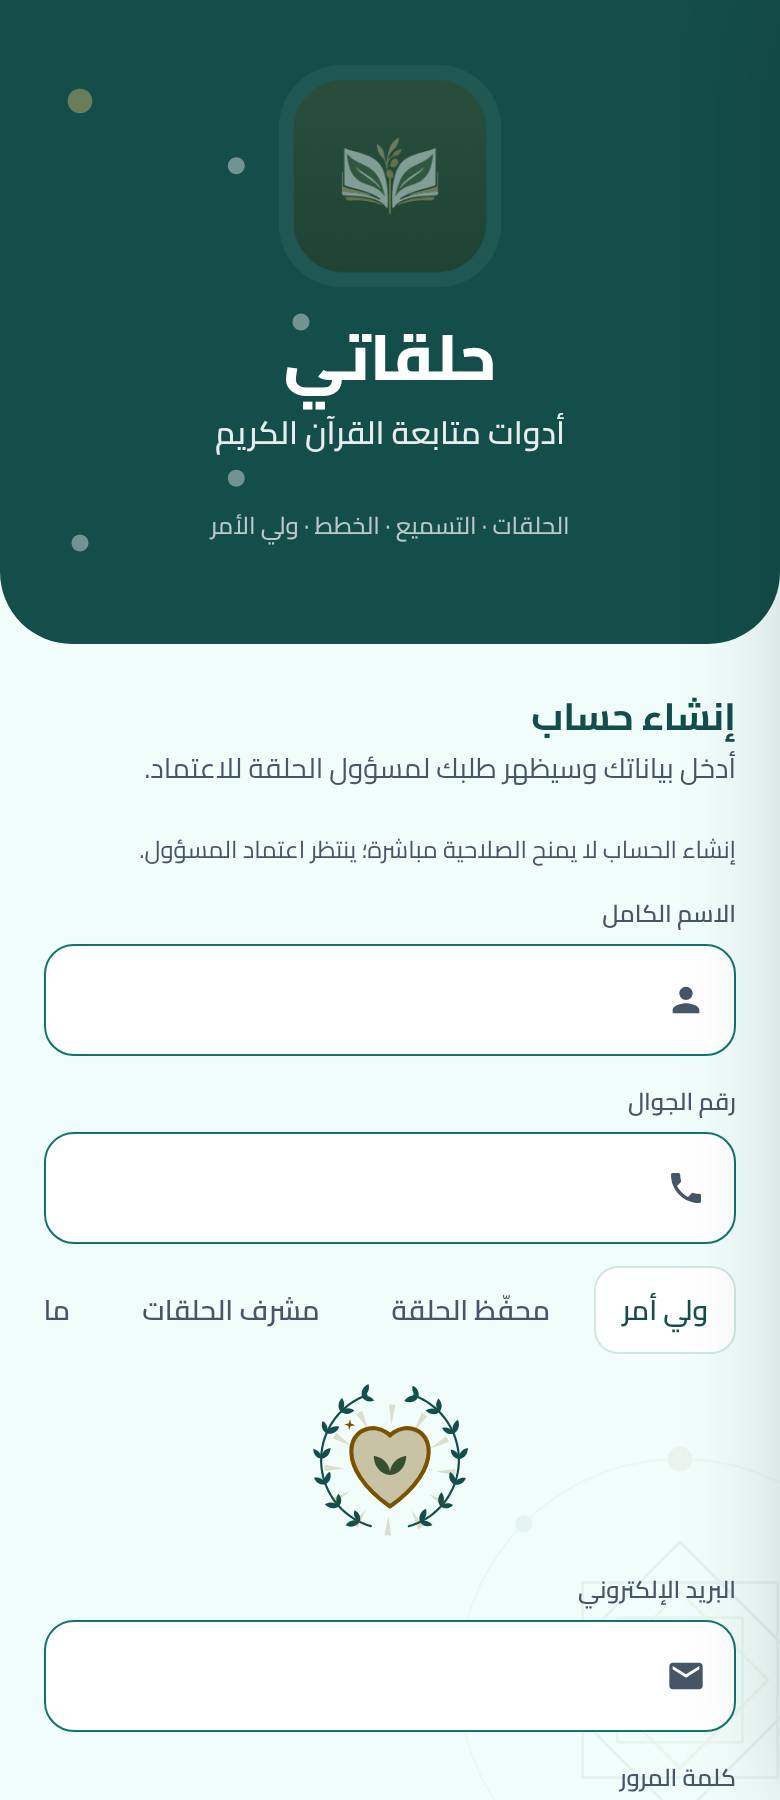 حلقاتي
أدوات متابعة القرآن الكريم
الحلقات · التسميع · الخطط · ولي الأمر
إنشاء حساب
أدخل بياناتك وسيظهر طلبك لمسؤول الحلقة للاعتماد.
إنشاء الحساب لا يمنح الصلاحية مباشرة؛ ينتظر اعتماد المسؤول.
الاسم الكامل
رقم الجوال
ولي أمر محفّظ الحلقة مشرف الحلقات ما
البريد الإلكتروني
كلمة المرور